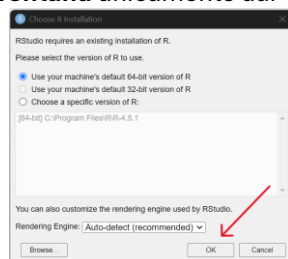 Choose R Installation
RStudio requires an existing installation of R.
Please select the version of R to use.
Use your machine's default 64-bit version of R
Use your machine's default 32-bit version of R
Choose a specific version of R:
[64-bit] C:\Program Files\R\R-4.5.1
You can also customize the rendering engine used by RStudio.
Rendering Engine: Auto-detect (recommended)
Browse... OK Cancel